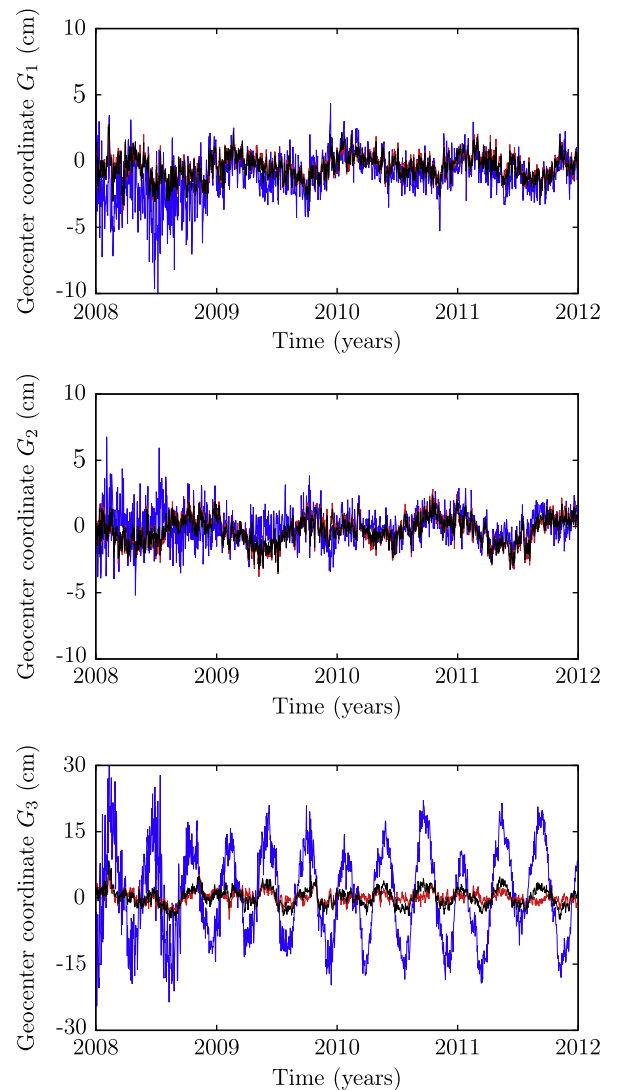 Geocenter coordinate G1 (cm)
10
5
0
-5
-10
2008 2009 2010 2011 2012
Time (years)
Geocenter coordinate G2 (cm)
10
5
0
-5
-10
2008 2009 2010 2011 2012
Time (years)
Geocenter coordinate G3 (cm)
30
15
0
-15
-30
2008 2009 2010 2011 2012
Time (years)